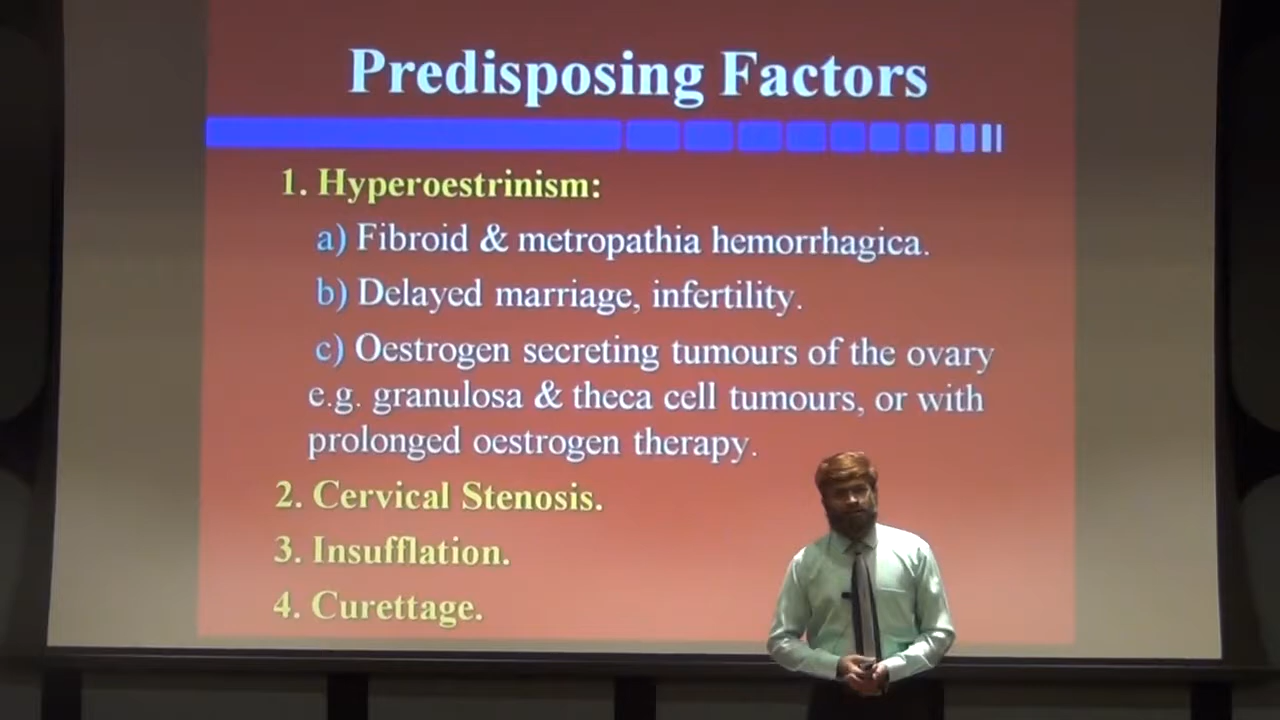 Predisposing Factors
1. Hyperoestrinism:
a) Fibroid & metropathia hemorrhagica.
b) Delayed marriage, infertility.
c) Oestrogen secreting tumours of the ovary
e.g. granulosa & theca cell tumours, or with
prolonged oestrogen therapy.
2. Cervical Stenosis.
3. Insufflation.
4. Curettage.